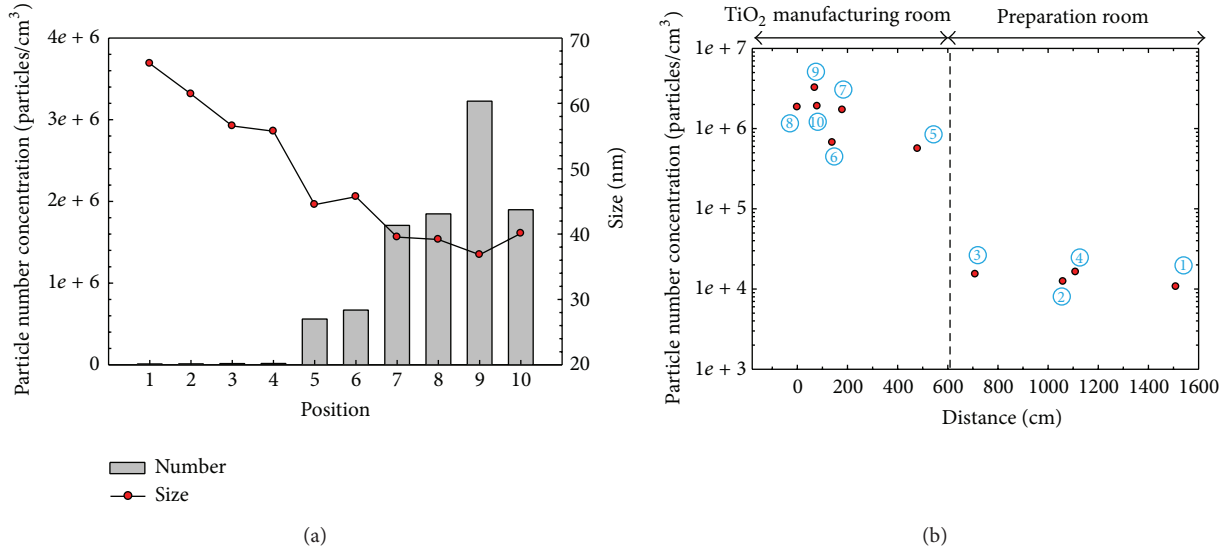 Particle number concentration (particles/cm³)
4e + 6
3e + 6
2e + 6
1e + 6
0
70
60
50
40
30
20
Size (nm)
1 2 3 4 5 6 7 8 9 10
Position
Number
Size
(a)
TiO₂ manufacturing room Preparation room
Particle number concentration (particles/cm³)
1e + 7
1e + 6
1e + 5
1e + 4
1e + 3
9
7
8 10
5
6
3
4
1
2
0 200 400 600 800 1000 1200 1400 1600
Distance (cm)
(b)